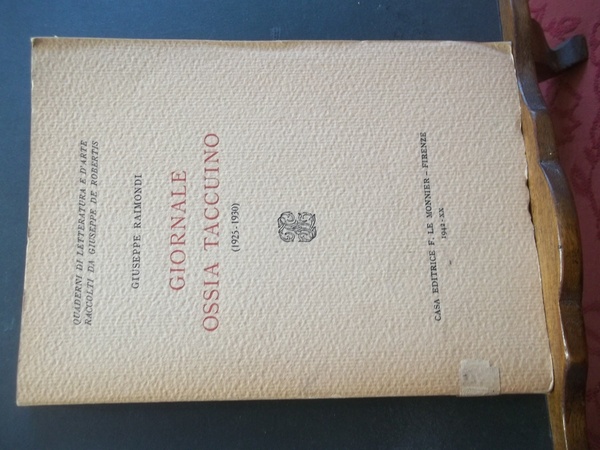 QUADERNI DI LETTERATURA E D'ARTE
RACCOLTI DA GIUSEPPE DE ROBERTIS
GIUSEPPE RAIMONDI
GIORNALE
OSSIA TACCUINO
(1925-1930)
CASA EDITRICE F. LE MONNIER - FIRENZE
1942-XX